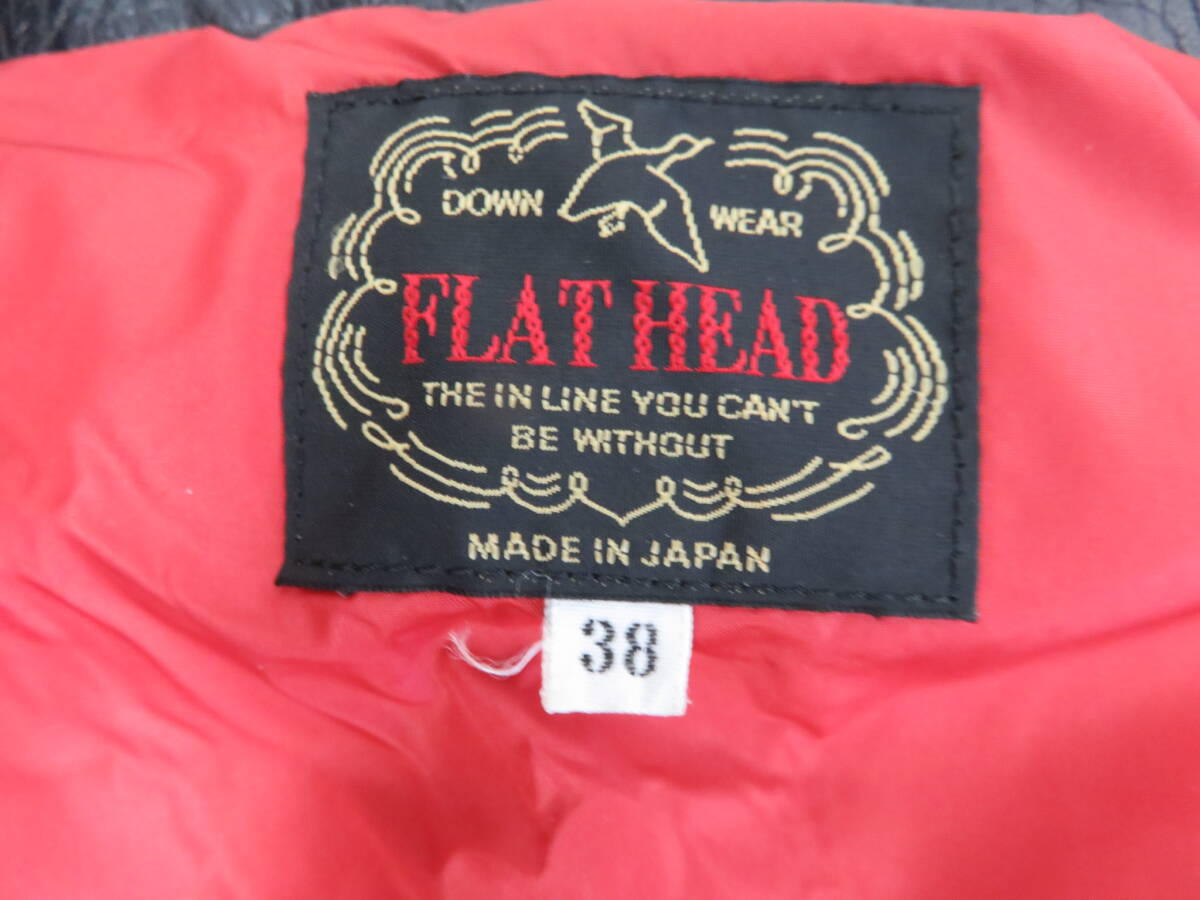 DOWN WEAR
FLAT HEAD
THE IN LINE YOU CAN'T
BE WITHOUT
MADE IN JAPAN
38